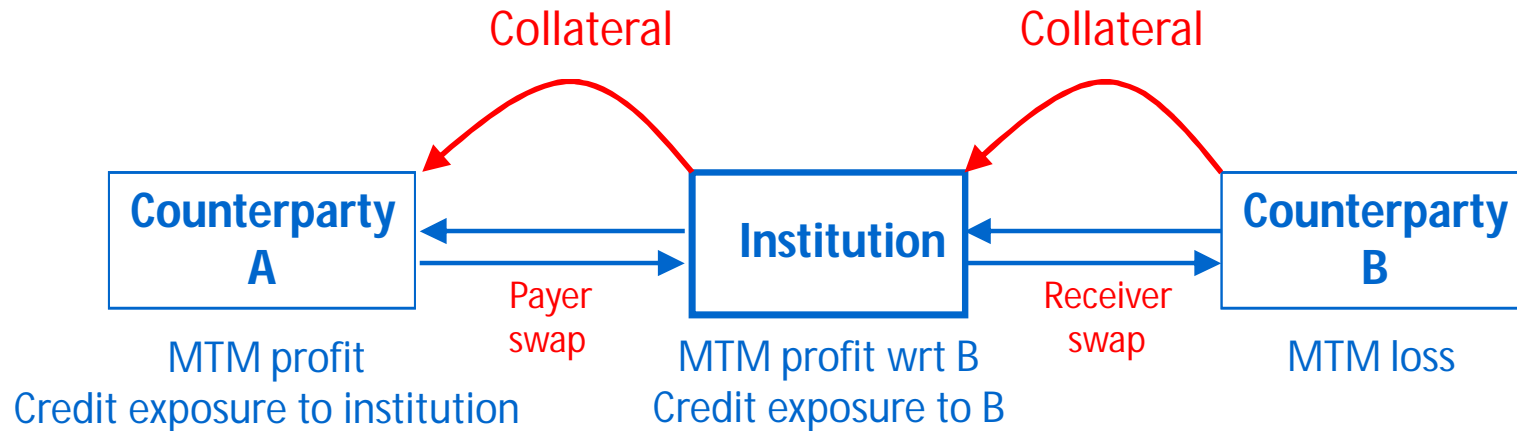 Collateral
Collateral
Counterparty
A
Institution
Counterparty
B
Payer
swap
Receiver
swap
MTM profit
Credit exposure to institution
MTM profit wrt B
Credit exposure to B
MTM loss